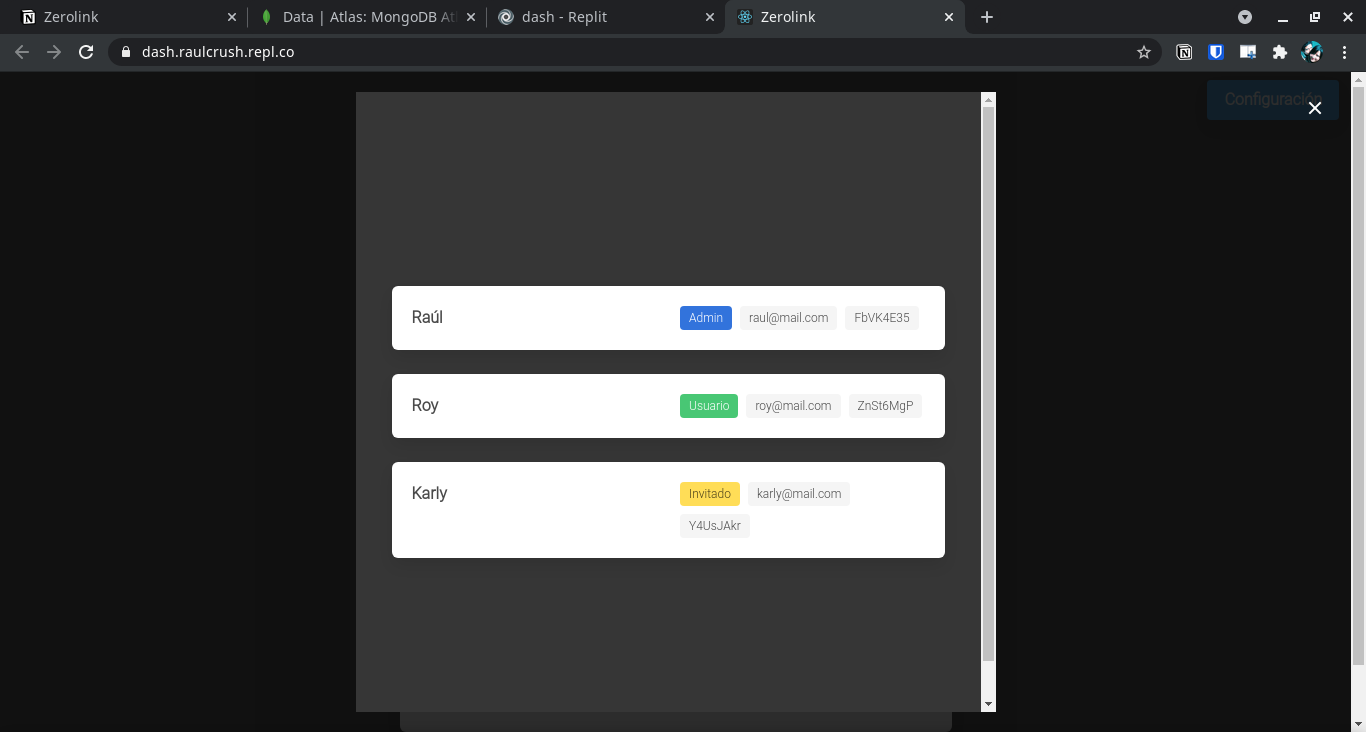 Zerolink
Data | Atlas: MongoDB At
dash - Replit
Zerolink
dash.raulcrush.repl.co
Configuración
Raúl
Admin raul@mail.com FbVK4E35
Roy
Usuario roy@mail.com ZnSt6MgP
Karly
Invitado karly@mail.com
Y4UsJAkr